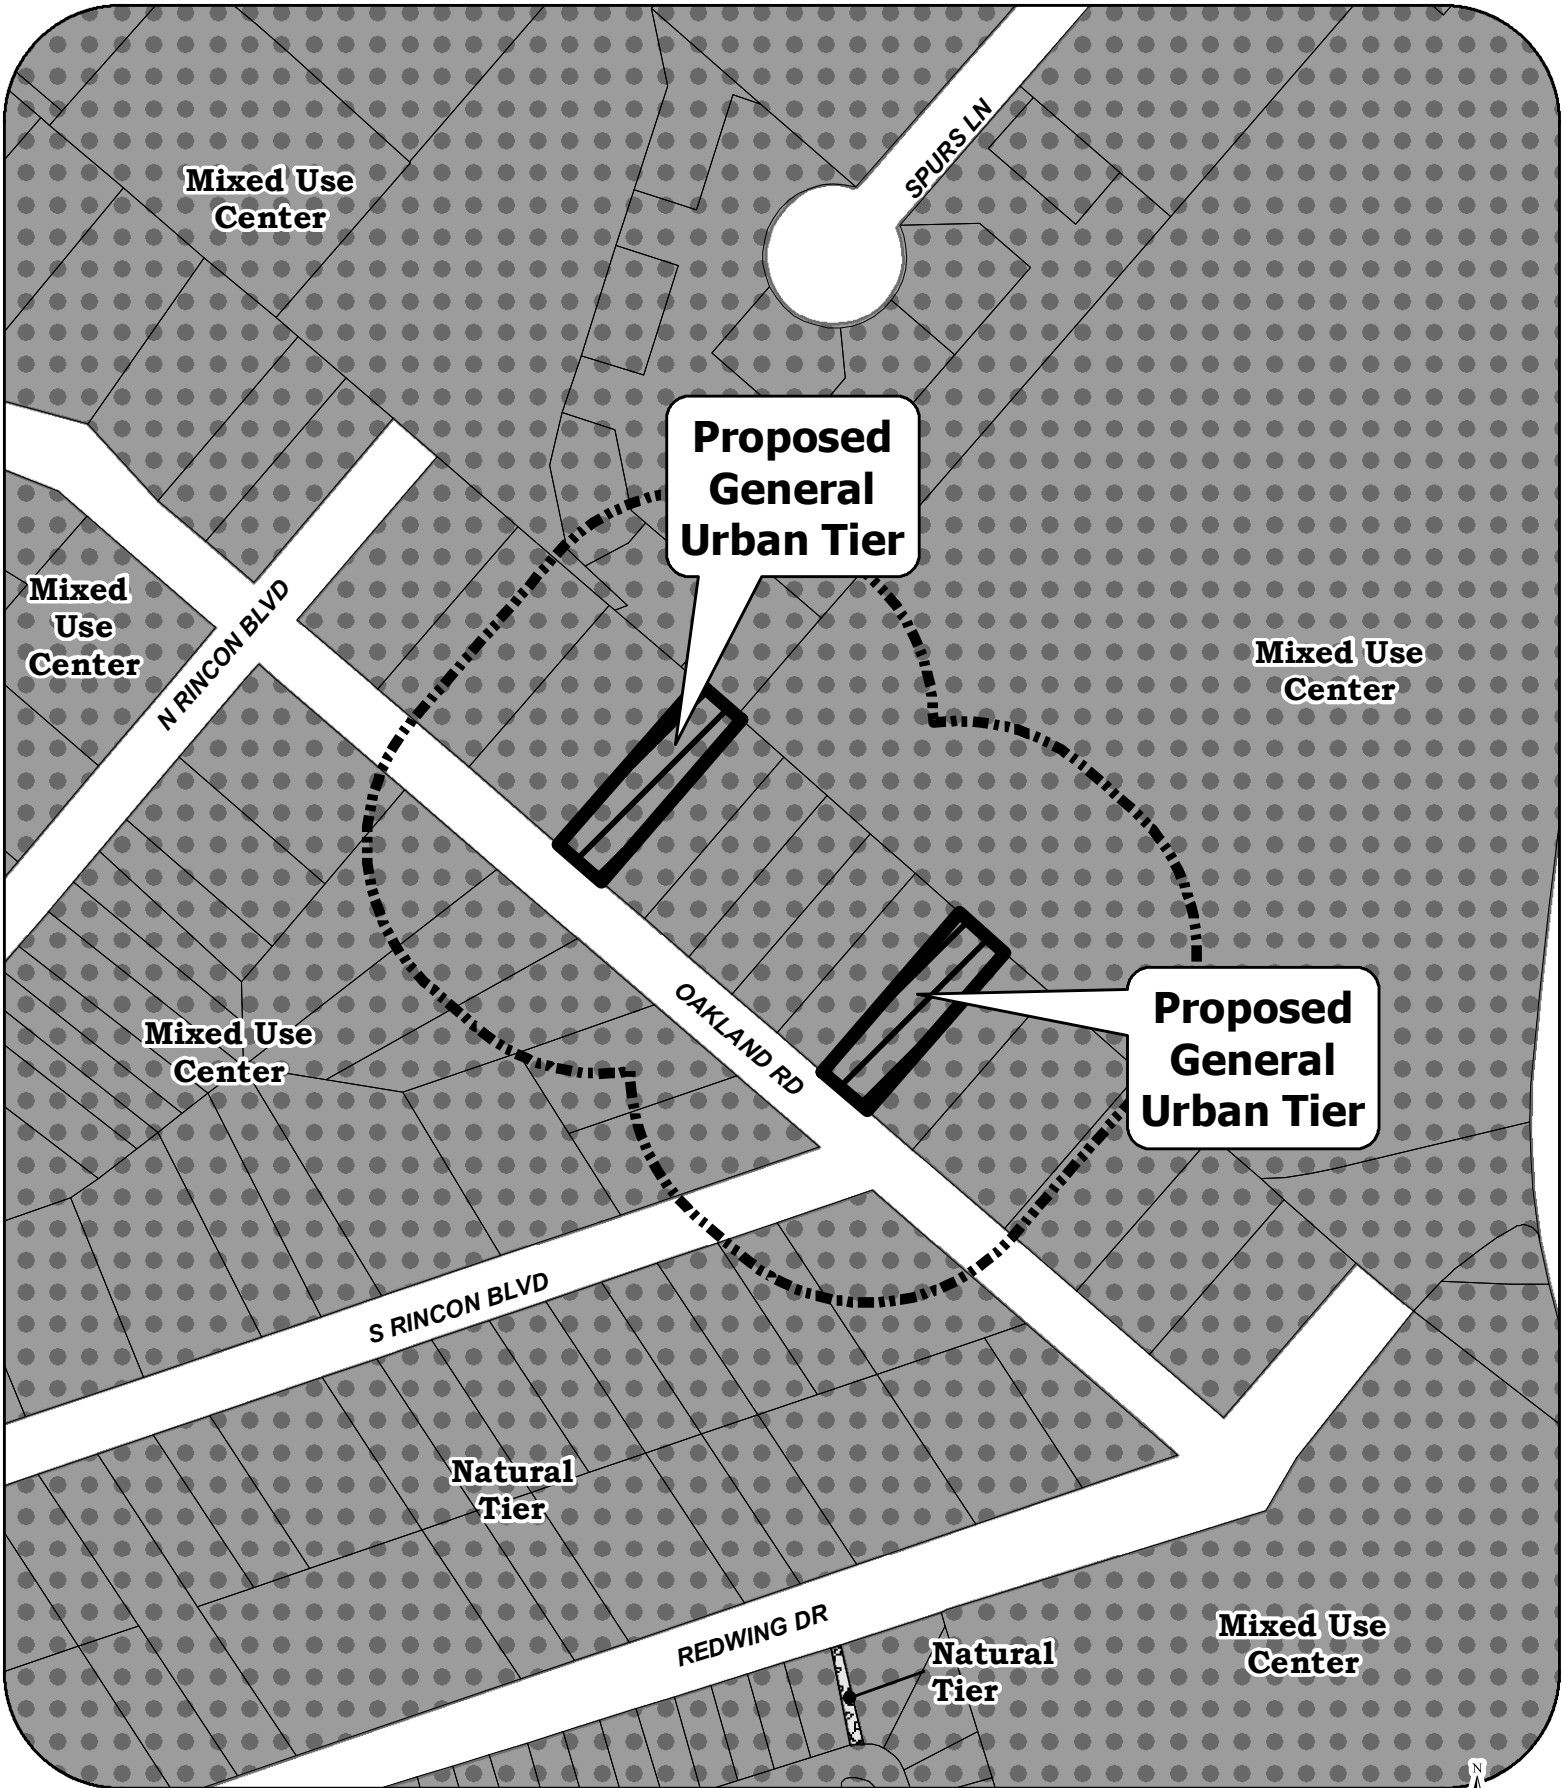 SPURS LN
Mixed Use
Center
Proposed
General
Urban Tier
Mixed
Use
Center
N RINCON BLVD
Mixed Use
Center
OAKLAND RD
Proposed
General
Urban Tier
Mixed Use
Center
S RINCON BLVD
Natural
Tier
REDWING DR
Natural
Tier
Mixed Use
Center
N